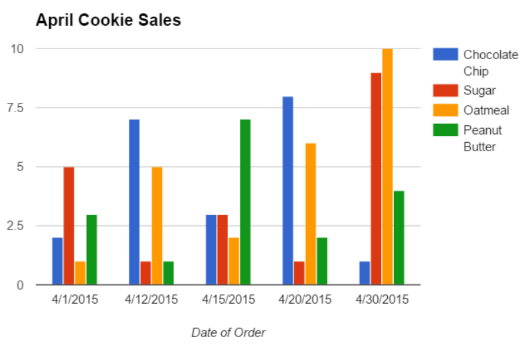 April Cookie Sales
10
7.5
5
2.5
0
4/1/2015 4/12/2015 4/15/2015 4/20/2015 4/30/2015
Date of Order
Chocolate
Chip
Sugar
Oatmeal
Peanut
Butter